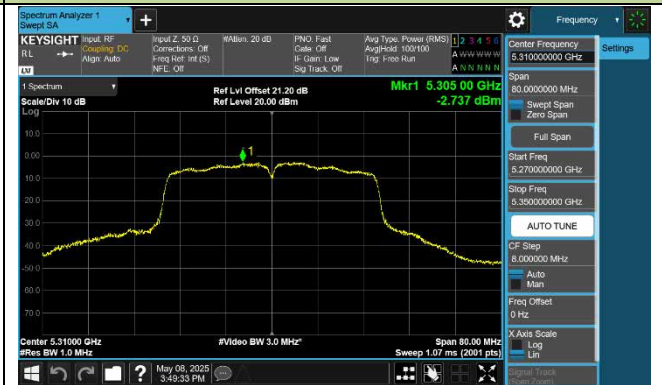 Spectrum Analyzer 1
Swept SA
+
Frequency
KEYSIGHT
RL
LXI
Input: RF
Coupling: DC
Align: Auto
Input Z: 50 Ω
Corrections: Off
Freq Ref: Int (S)
NFE: Off
#Atten: 20 dB
PNO: Fast
Gate: Off
IF Gain: Low
Sig Track: Off
Avg Type: Power (RMS)
Avg|Hold: 100/100
Trig: Free Run
1 2 3 4 5 6
A W W W W W
A N N N N N
1 Spectrum
Scale/Div 10 dB
Log
Ref Lvl Offset 21.20 dB
Ref Level 20.00 dBm
Mkr1 5.305 00 GHz
-2.737 dBm
10.0
0.00
1
-10.0
-20.0
-30.0
-40.0
-50.0
-60.0
-70.0
Center 5.31000 GHz
#Res BW 1.0 MHz
#Video BW 3.0 MHz*
Span 80.00 MHz
Sweep 1.07 ms (2001 pts)
May 08, 2025
3:49:33 PM
Center Frequency
5.310000000 GHz
Settings
Span
80.0000000 MHz
Swept Span
Zero Span
Full Span
Start Freq
5.270000000 GHz
Stop Freq
5.350000000 GHz
AUTO TUNE
CF Step
8.000000 MHz
Auto
Man
Freq Offset
0 Hz
X Axis Scale
Log
Lin
Signal Track
(Span Zoom)